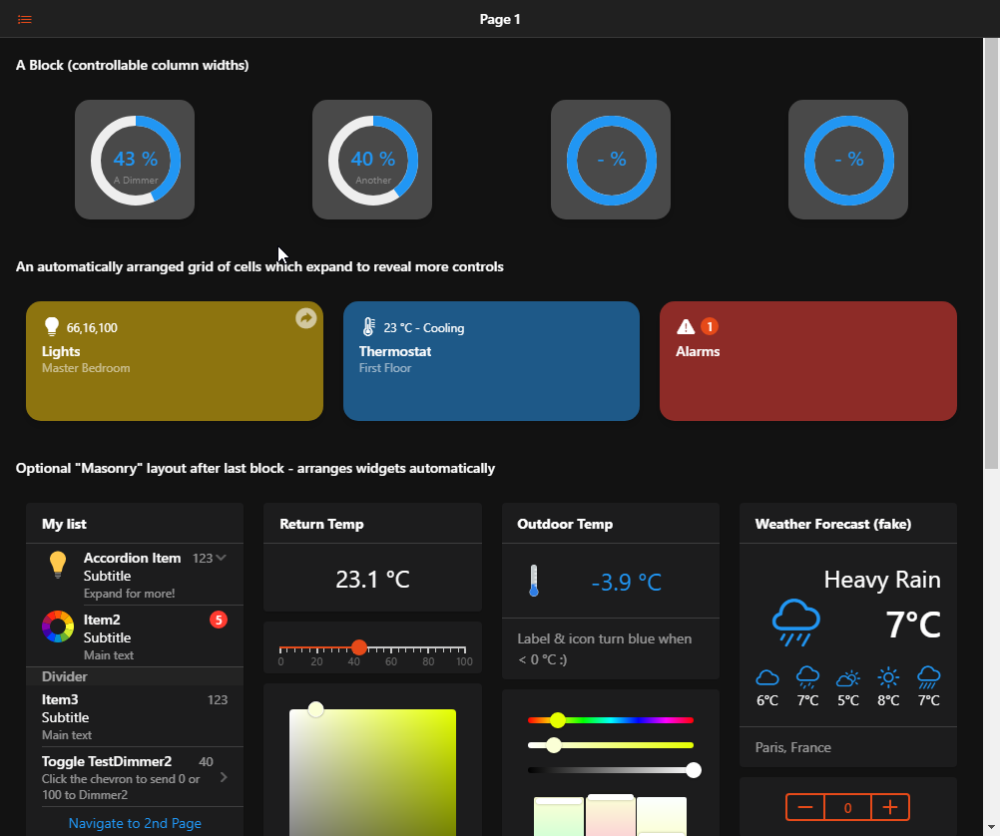 Page 1
A Block (controllable column widths)
43 %
A Dimmer
40 %
Another
- %
- %
An automatically arranged grid of cells which expand to reveal more controls
66,16,100
Lights
Master Bedroom
23 °C - Cooling
Thermostat
First Floor
1
Alarms
Optional "Masonry" layout after last block - arranges widgets automatically
My list
Accordion Item 123
Subtitle
Expand for more!
Item2 5
Subtitle
Main text
Divider
Item3 123
Subtitle
Main text
Toggle TestDimmer2 40
Click the chevron to send 0 or
100 to Dimmer2
Navigate to 2nd Page
Return Temp
23.1 °C
0 20 40 60 80 100
Outdoor Temp
-3.9 °C
Label & icon turn blue when
< 0 °C :)
Weather Forecast (fake)
Heavy Rain
7°C
6°C 7°C 5°C 8°C 7°C
Paris, France
0